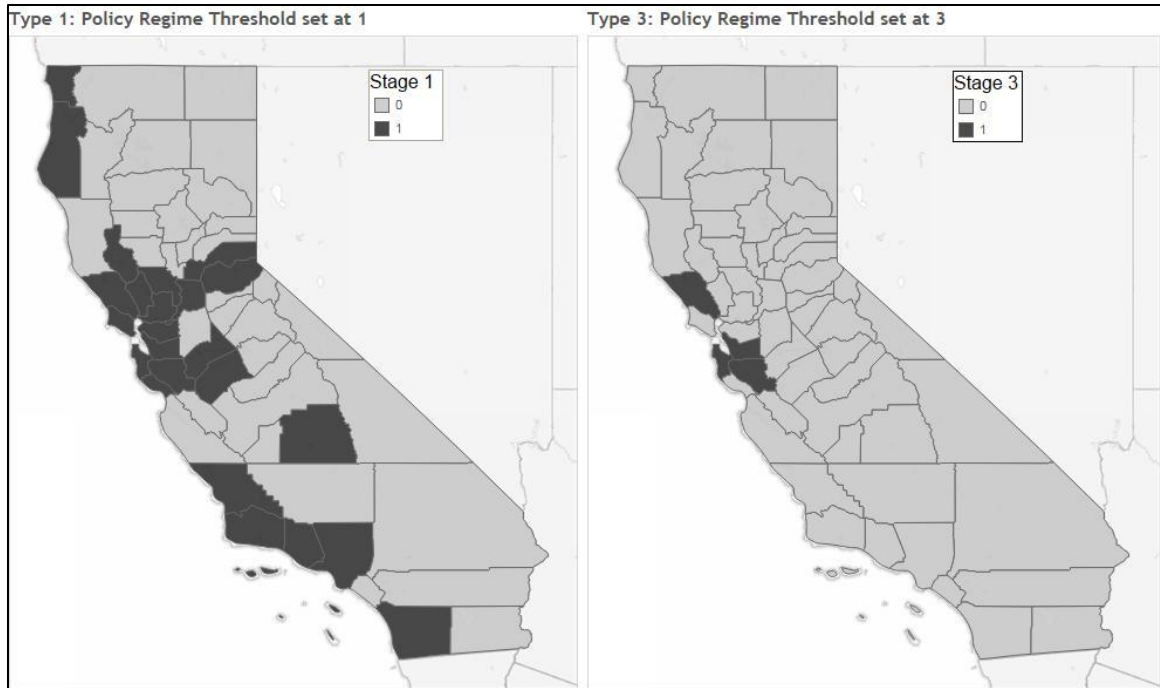 Type 1: Policy Regime Threshold set at 1
Stage 1
0
1
Type 3: Policy Regime Threshold set at 3
Stage 3
0
1